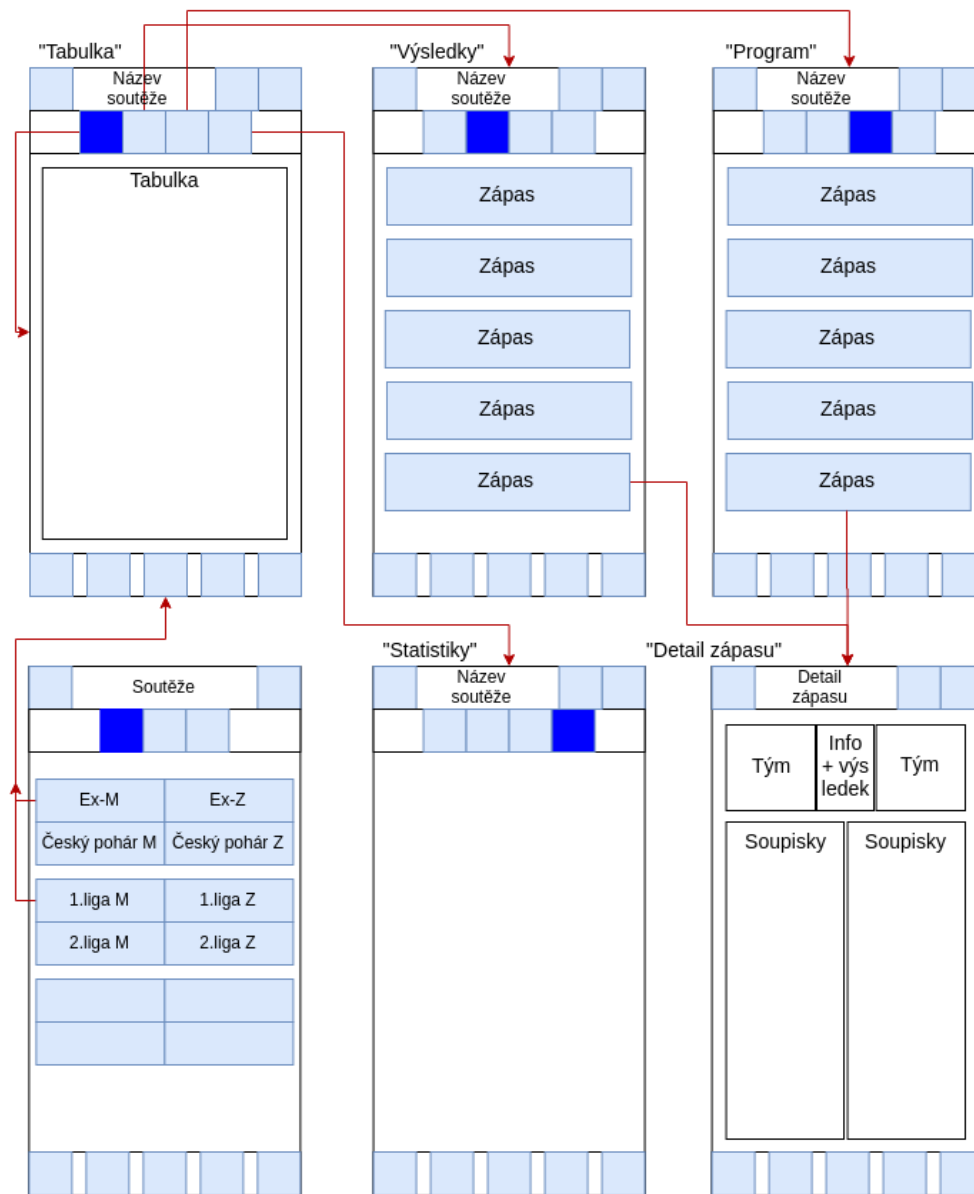 "Tabulka"
"Výsledky"
"Program"
Název
soutěže
Název
soutěže
Název
soutěže
Tabulka
Zápas
Zápas
Zápas
Zápas
Zápas
Zápas
Zápas
Zápas
Zápas
Zápas
"Statistiky"
"Detail zápasu"
Soutěže
Název
soutěže
Detail
zápasu
Tým
Info
+ výs
ledek
Tým
Ex-M
Ex-Z
Český pohár M
Český pohár Z
1.liga M
1.liga Z
2.liga M
2.liga Z
Soupisky
Soupisky